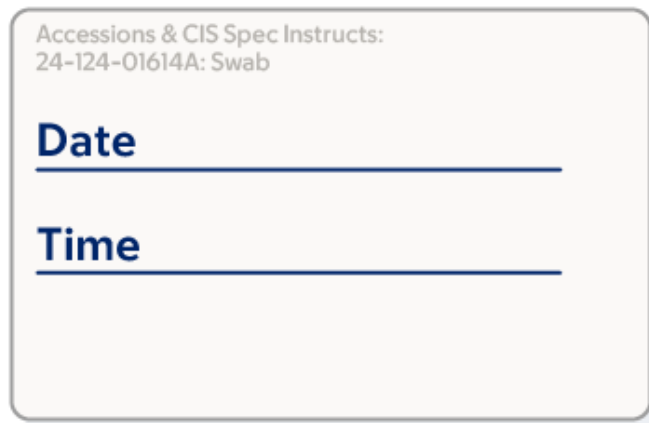 Accessions & CIS Spec Instructs:
24-124-01614A: Swab
Date
Time